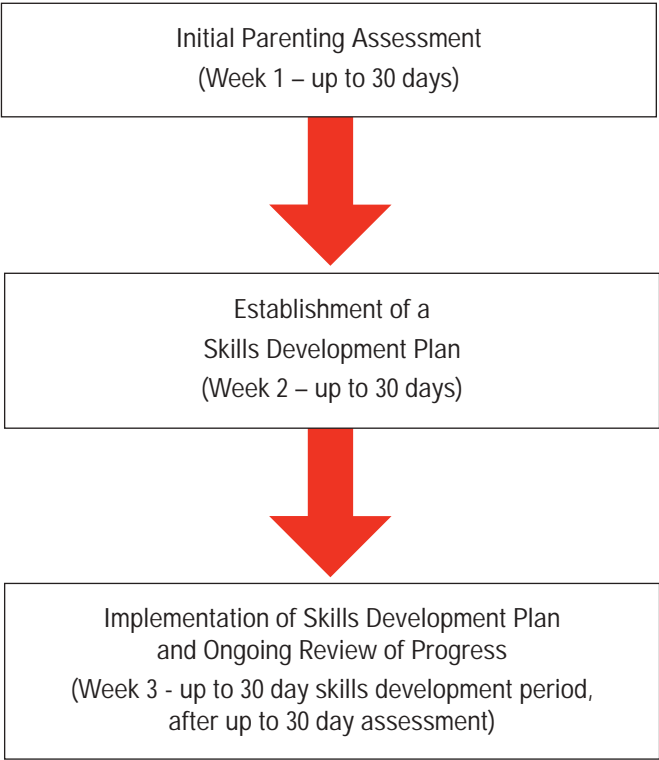 Initial Parenting Assessment
(Week 1 – up to 30 days)
Establishment of a
Skills Development Plan
(Week 2 – up to 30 days)
Implementation of Skills Development Plan
and Ongoing Review of Progress
(Week 3 - up to 30 day skills development period,
after up to 30 day assessment)